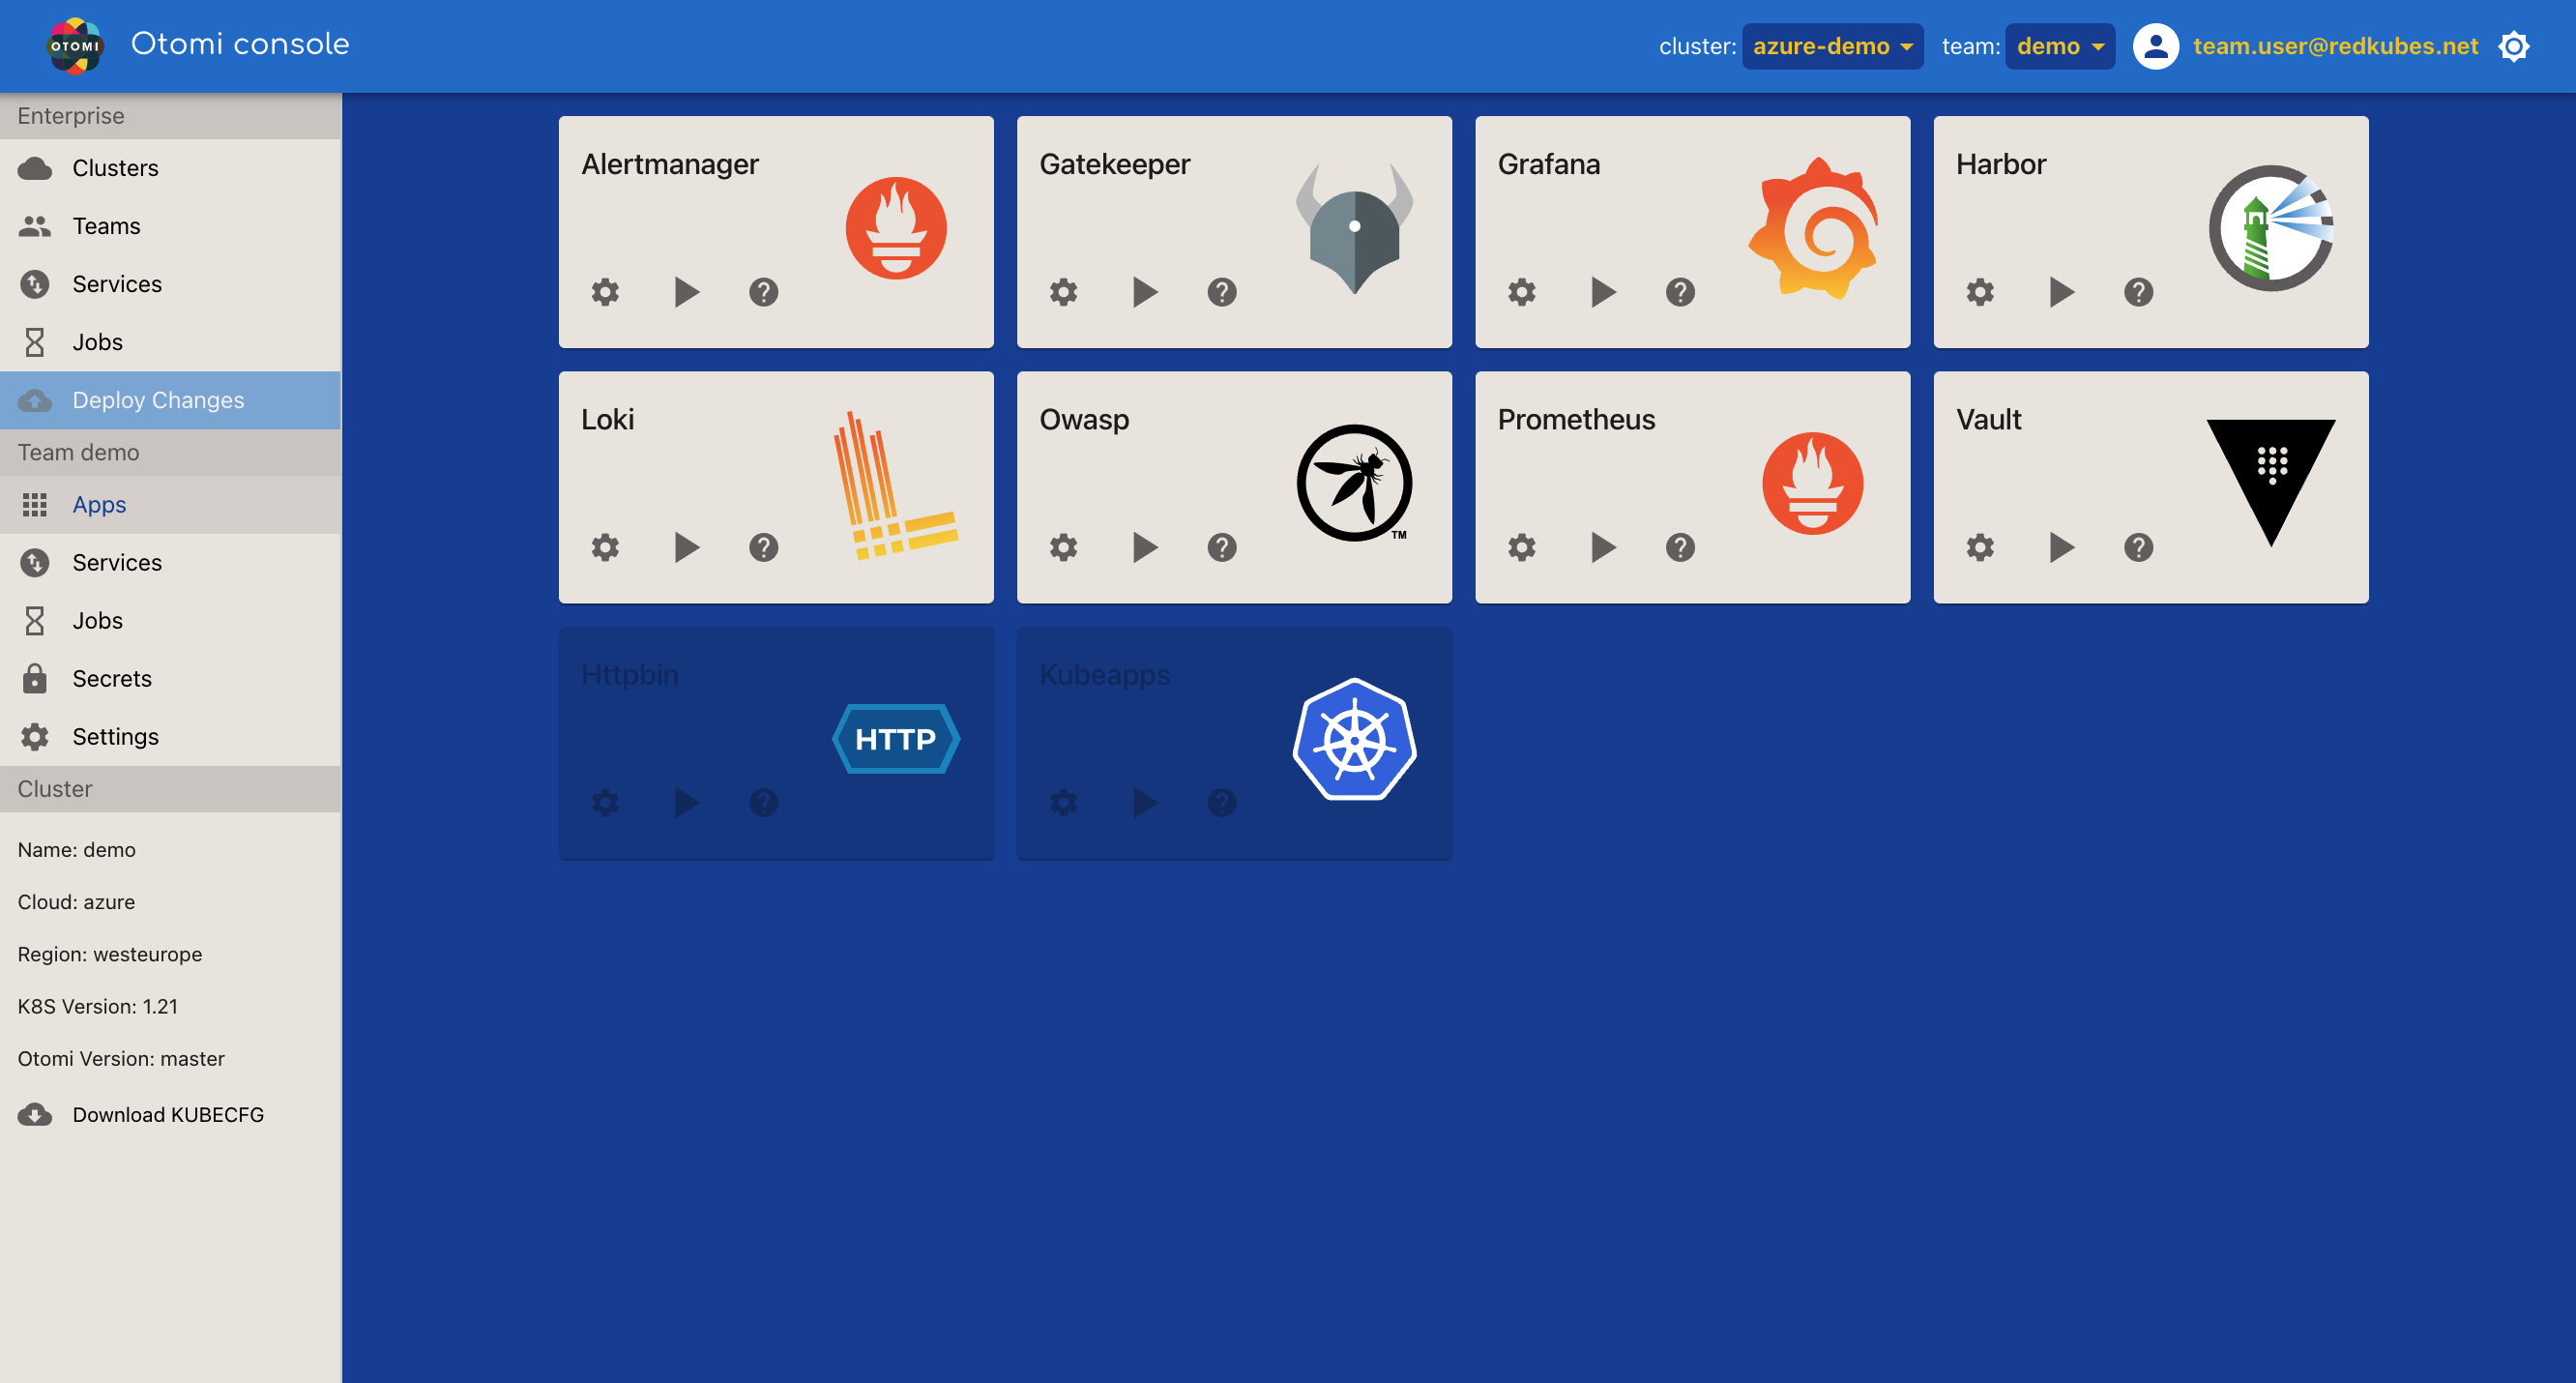 OTOMI
Otomi console
cluster: azure-demo
team: demo
team.user@redkubes.net
Enterprise
Clusters
Teams
Services
Jobs
Deploy Changes
Team demo
Apps
Services
Jobs
Secrets
Settings
Cluster
Name: demo
Cloud: azure
Region: westeurope
K8S Version: 1.21
Otomi Version: master
Download KUBECFG
Alertmanager
Gatekeeper
Grafana
Harbor
Loki
Owasp
TM
Prometheus
Vault
Httpbin
HTTP
Kubeapps